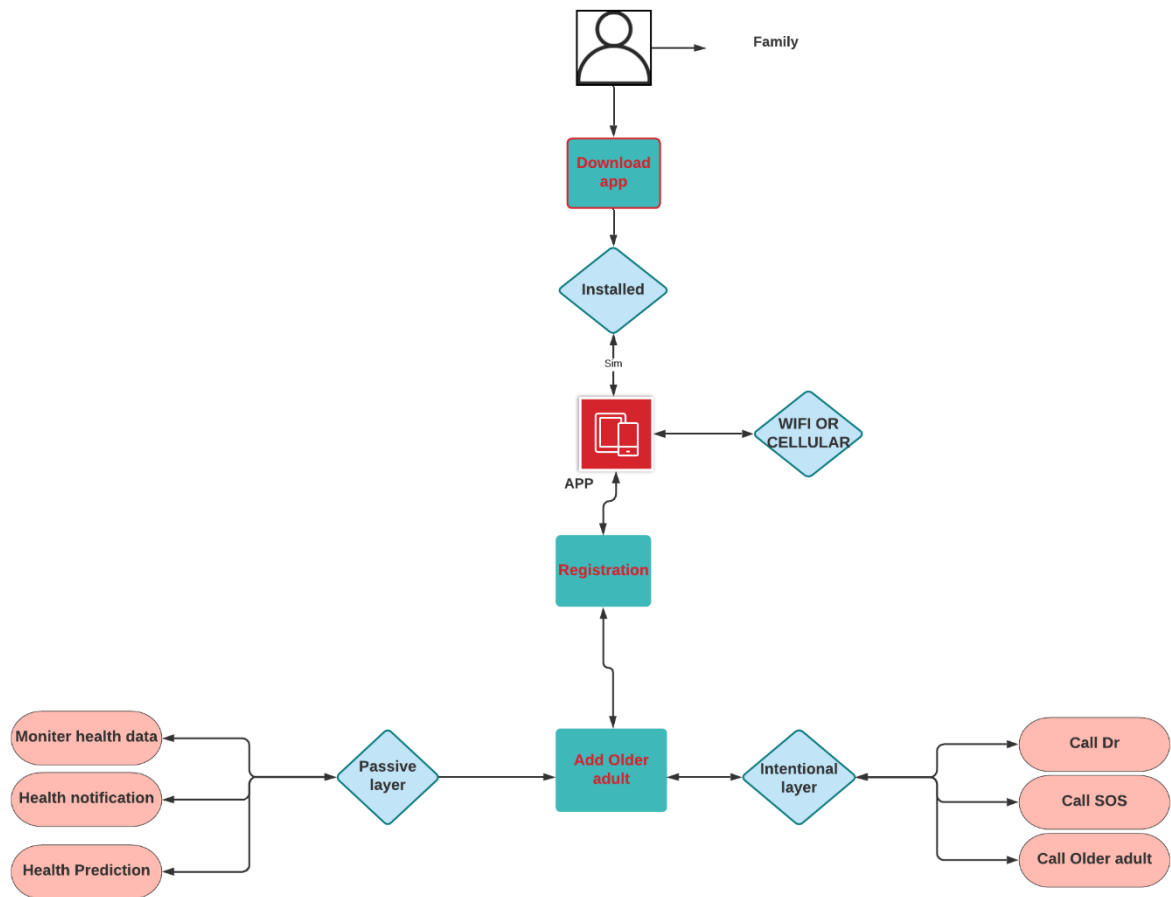 Family
Download
app
Installed
Sim
WIFI OR
CELLULAR
APP
Registration
Moniter health data
Health notification
Health Prediction
Passive
layer
Add Older
adult
Intentional
layer
Call Dr
Call SOS
Call Older adult